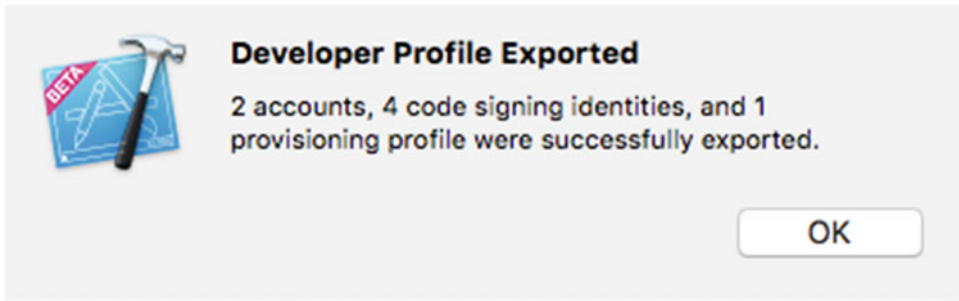 BETA
Developer Profile Exported
2 accounts, 4 code signing identities, and 1
provisioning profile were successfully exported.
OK